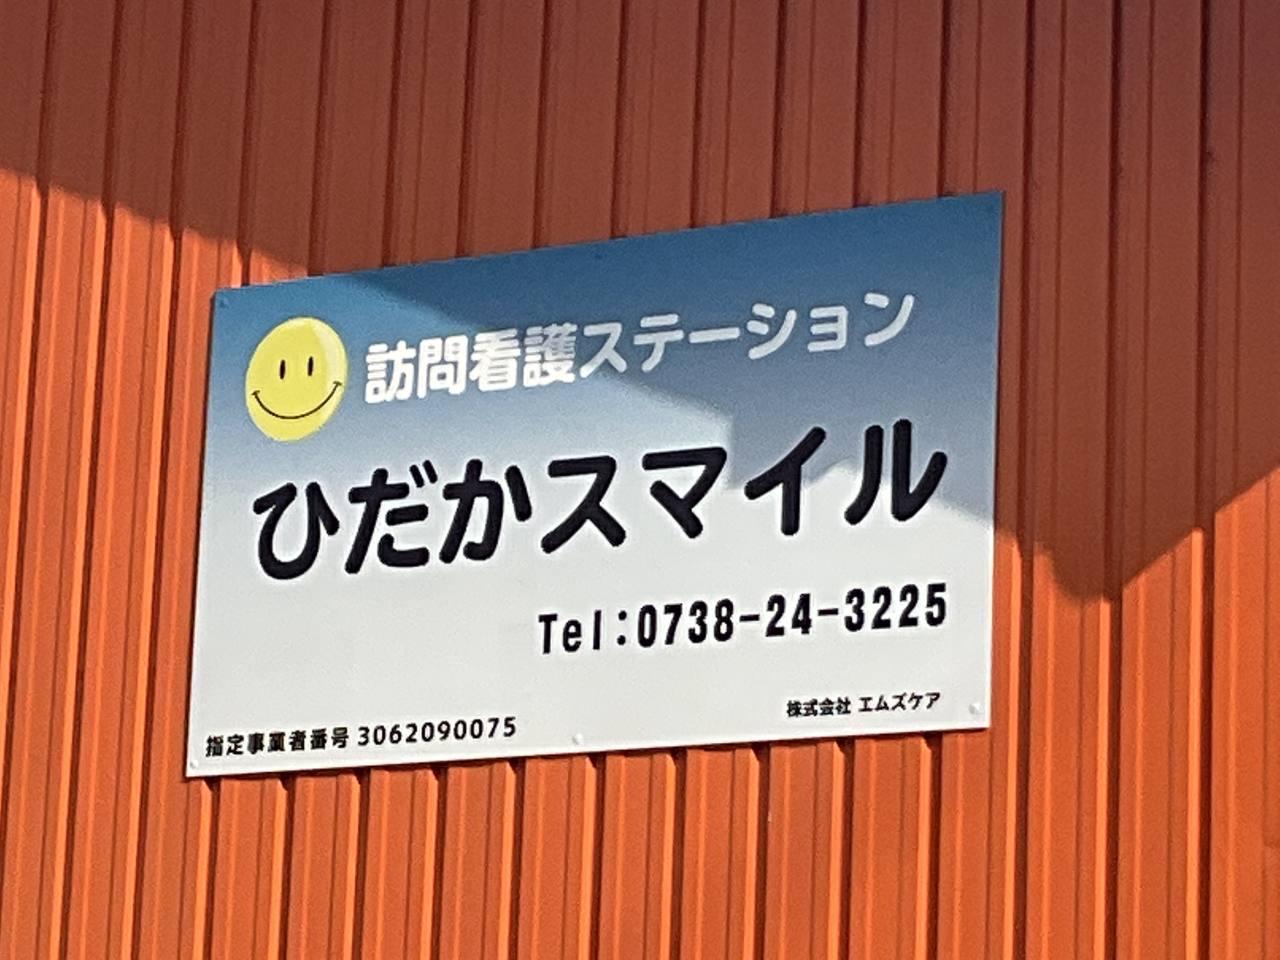 訪問看護ステーション
ひだかスマイル
Tel:0738-24-3225
株式会社 エムズケア
指定事業者番号 3062090075